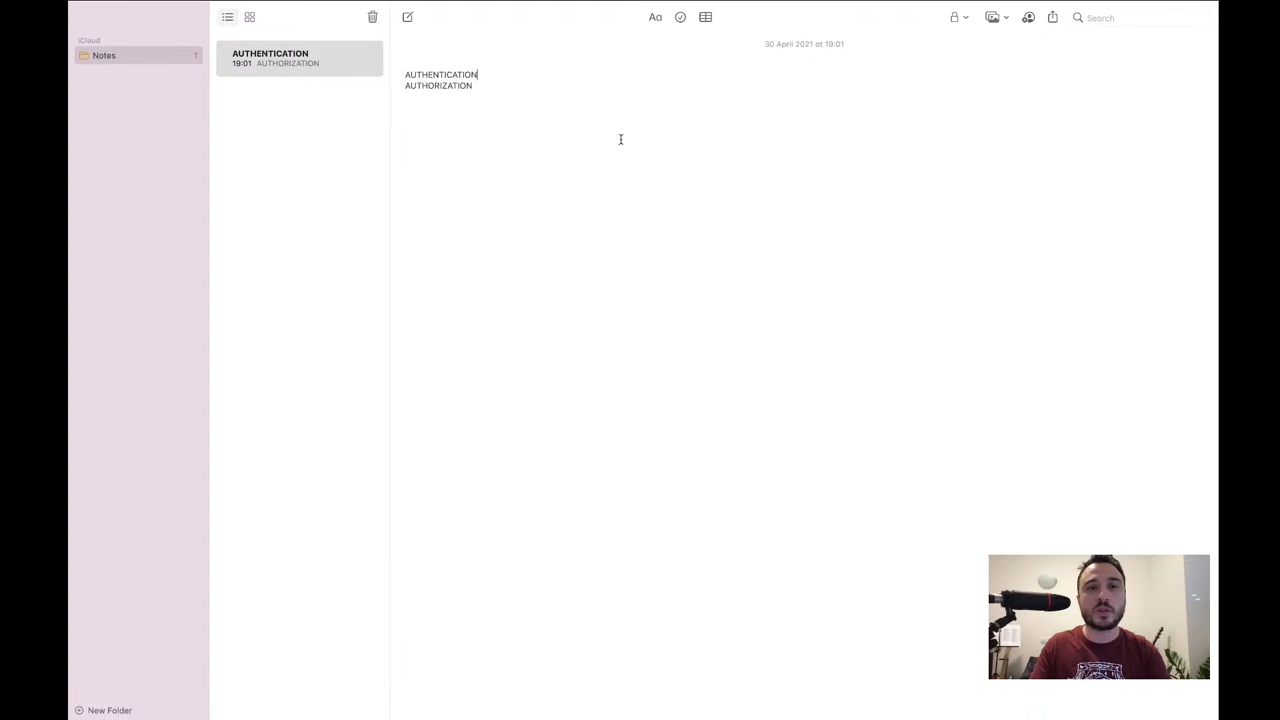 iCloud
Notes 1
AUTHENTICATION
19:01 AUTHORIZATION
Aa
Search
30 April 2021 at 19:01
AUTHENTICATION
AUTHORIZATION
New Folder